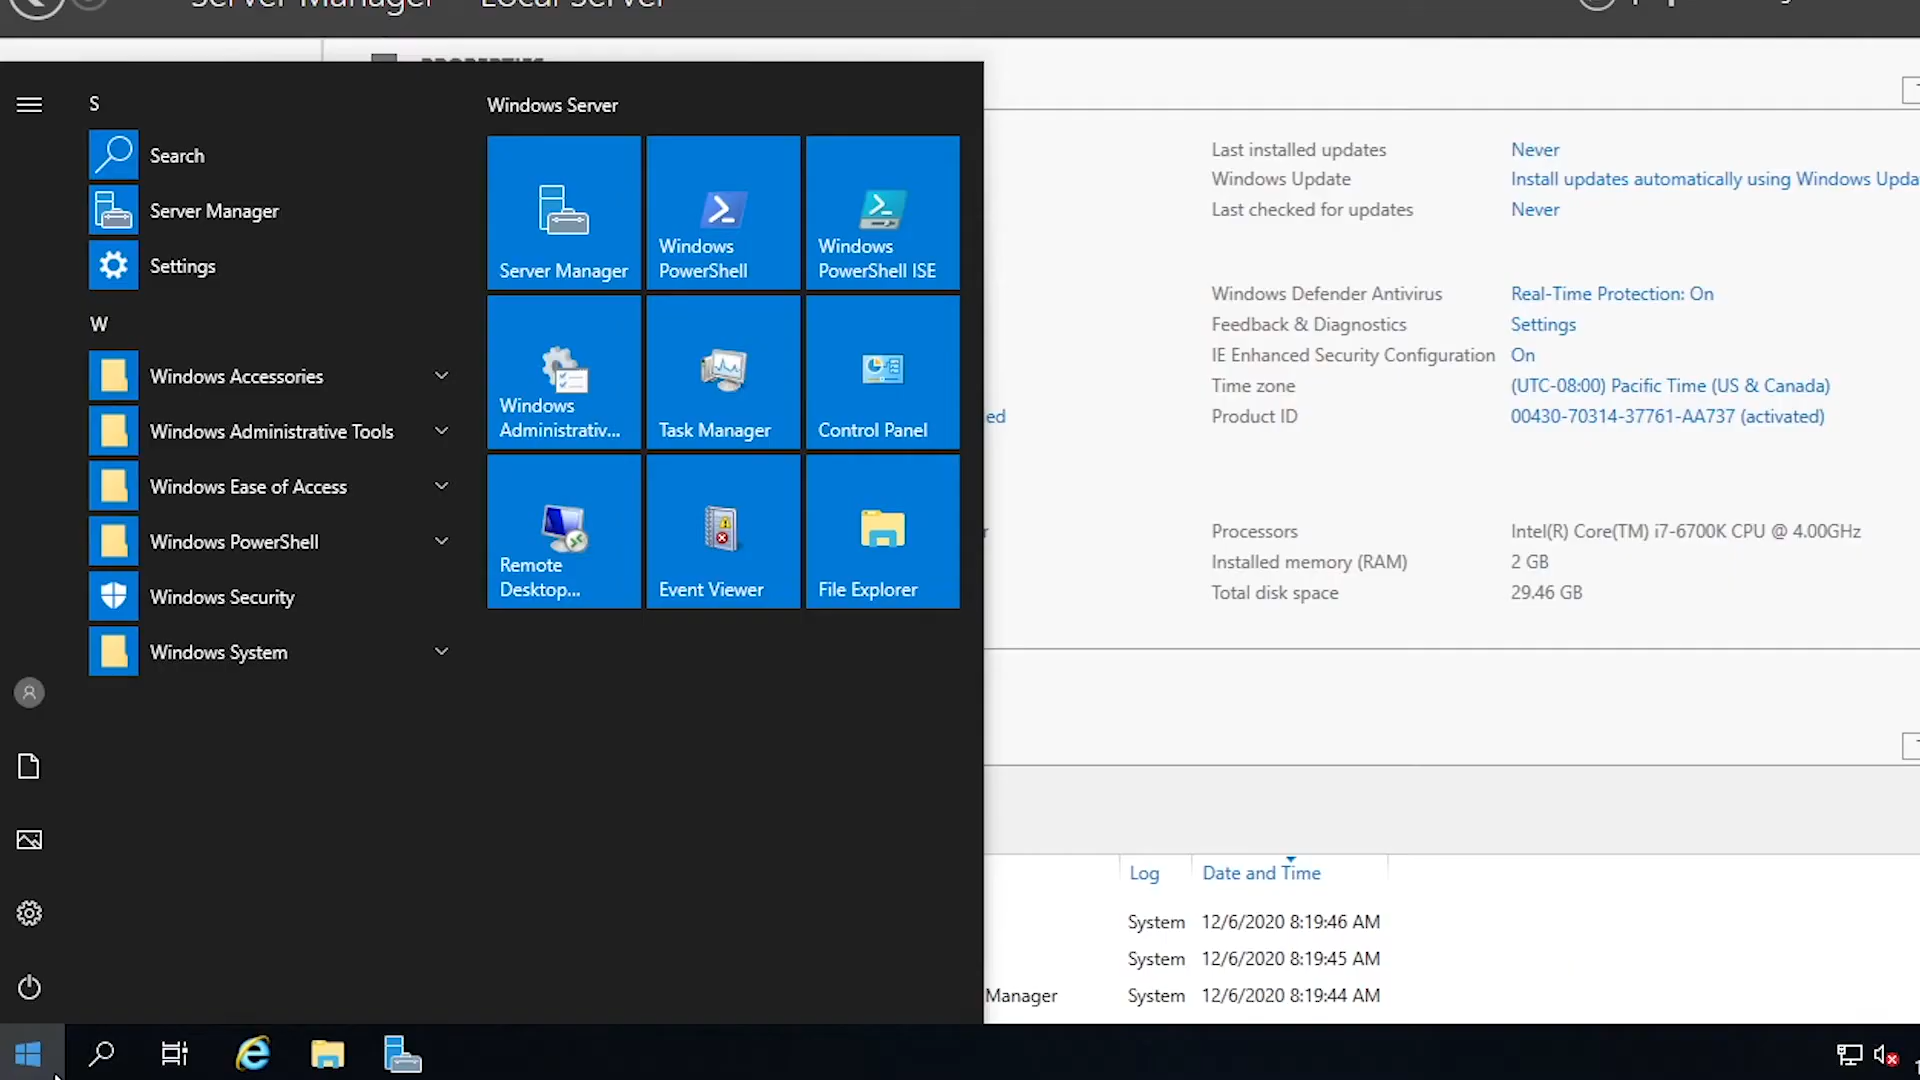 Server Manager
Local Server
PROPERTIES
S
Search
Server Manager
Settings
W
Windows Accessories
Windows Administrative Tools
Windows Ease of Access
Windows PowerShell
Windows Security
Windows System
Windows Server
Server Manager
Windows
PowerShell
Windows
PowerShell ISE
Windows
Administrativ...
Task Manager
Control Panel
Remote
Desktop...
Event Viewer
File Explorer
Last installed updates Never
Windows Update Install updates automatically using Windows Upda
Last checked for updates Never
Windows Defender Antivirus Real-Time Protection: On
Feedback & Diagnostics Settings
IE Enhanced Security Configuration On
Time zone (UTC-08:00) Pacific Time (US & Canada)
ed Product ID 00430-70314-37761-AA737 (activated)
Processors Intel(R) Core(TM) i7-6700K CPU @ 4.00GHz
Installed memory (RAM) 2 GB
Total disk space 29.46 GB
Log Date and Time
System 12/6/2020 8:19:46 AM
System 12/6/2020 8:19:45 AM
Manager System 12/6/2020 8:19:44 AM